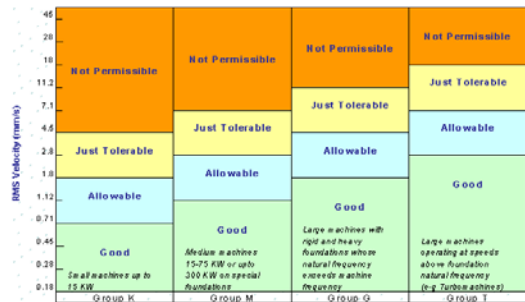 45
28
18
11.2
7.1
4.5
2.8
1.8
1.12
0.71
0.45
0.28
0.18
RMS Velocity (mm/s)
Not Permissible
Just Tolerable
Allowable
Good
Small machines up to
15 KW
Group K
Not Permissible
Just Tolerable
Allowable
Good
Medium machines
15-75 KW or upto
300 KW on special
foundations
Group M
Not Permissible
Just Tolerable
Allowable
Good
Large machines with
rigid and heavy
foundations whose
natural frequency
exceeds machine
frequency
Group G
Not Permissible
Just Tolerable
Allowable
Good
Large machines
operating at speeds
above foundation
natural frequency
(e-g Turbomachines)
Group T